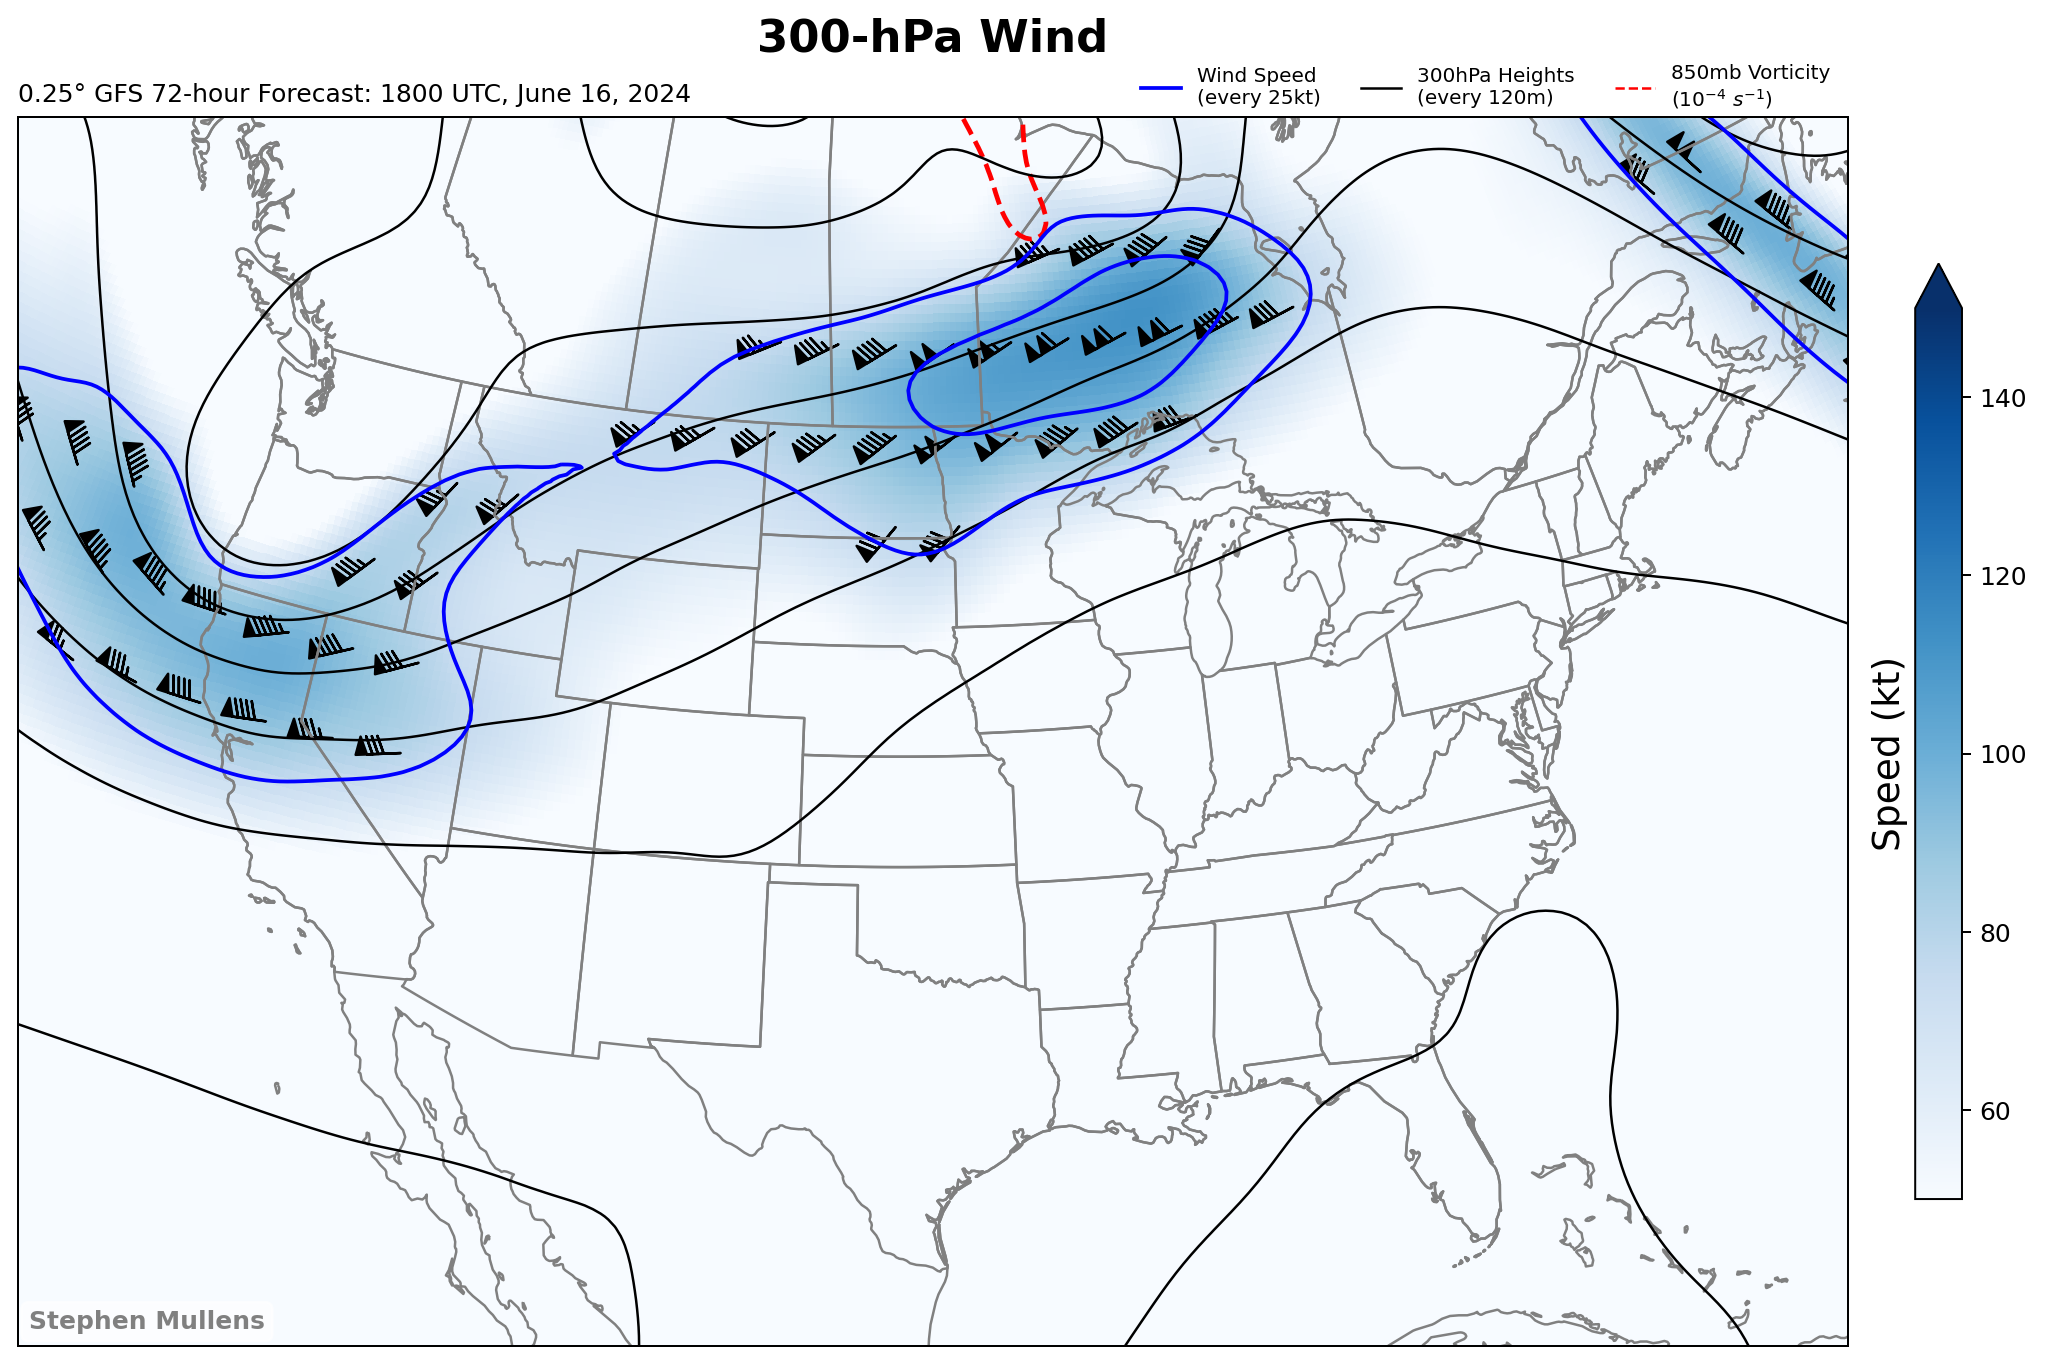 300-hPa Wind
0.25° GFS 72-hour Forecast: 1800 UTC, June 16, 2024
Wind Speed
(every 25kt)
300hPa Heights
(every 120m)
850mb Vorticity
(10⁻⁴ s⁻¹)
140
120
100
80
60
Speed (kt)
Stephen Mullens